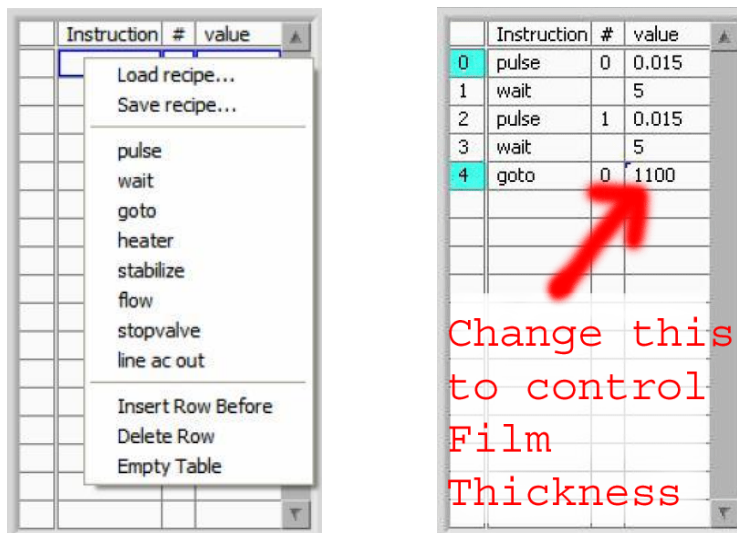 Instruction # value
Load recipe...
Save recipe...
pulse
wait
goto
heater
stabilize
flow
stopvalve
line ac out
Insert Row Before
Delete Row
Empty Table
Instruction # value
0 pulse 0 0.015
1 wait 5
2 pulse 1 0.015
3 wait 5
4 goto 0 1100
Change this
to control
Film
Thickness